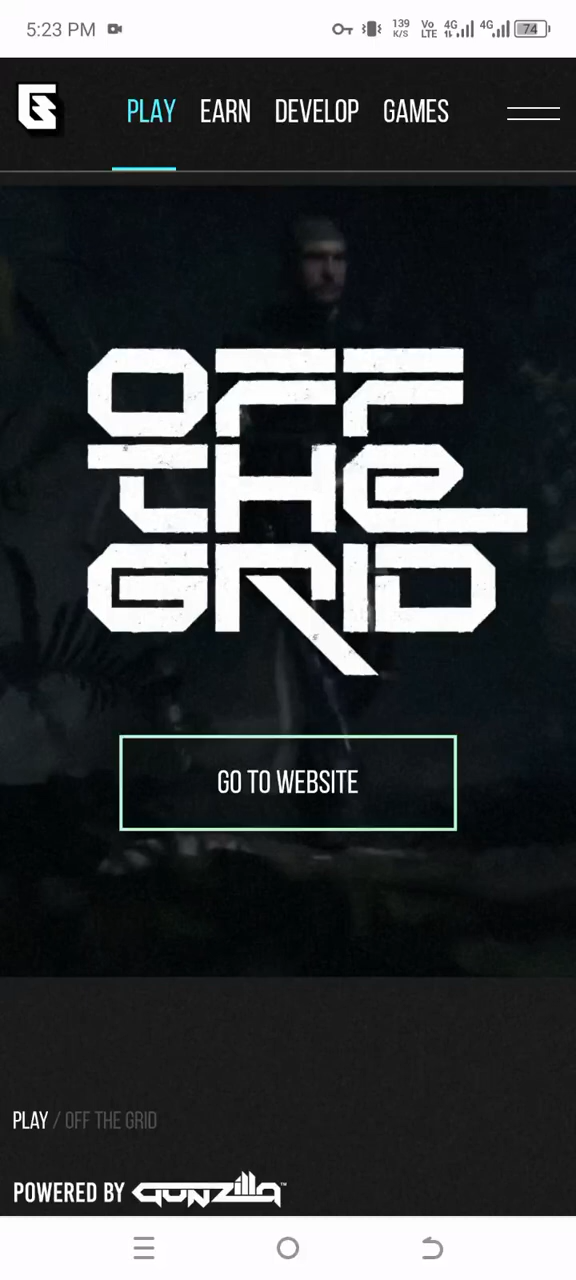 5:23 PM
139
K/S
Vo
LTE
4G
4G
74
PLAY EARN DEVELOP GAMES
OFF
THE
GRID
GO TO WEBSITE
PLAY / OFF THE GRID
POWERED BY GUNZILLA™